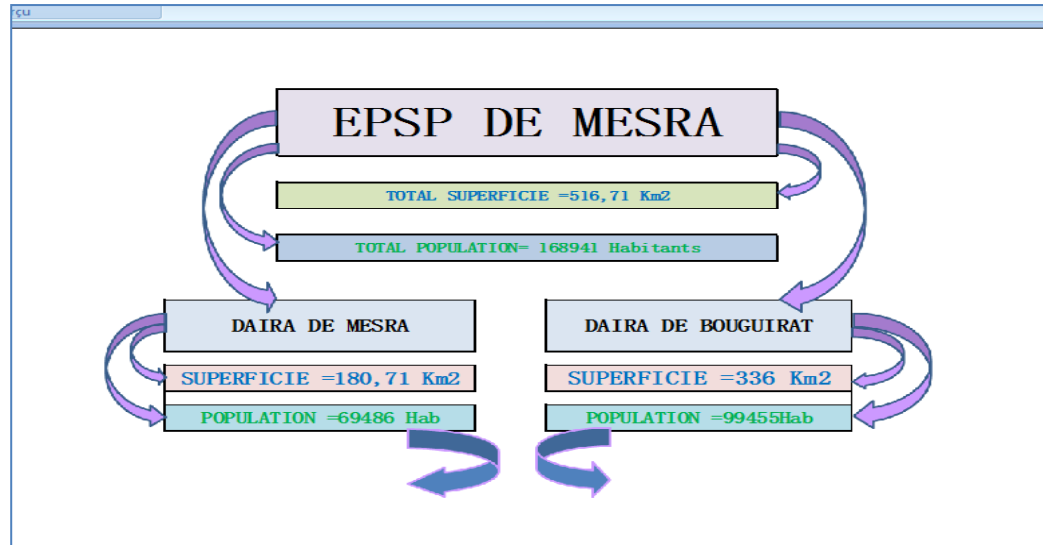 rçu
EPSP DE MESRA
TOTAL SUPERFICIE =516,71 Km2
TOTAL POPULATION= 168941 Habitants
DAIRA DE MESRA
DAIRA DE BOUGUIRAT
SUPERFICIE =180,71 Km2
SUPERFICIE =336 Km2
POPULATION =69486 Hab
POPULATION =99455Hab